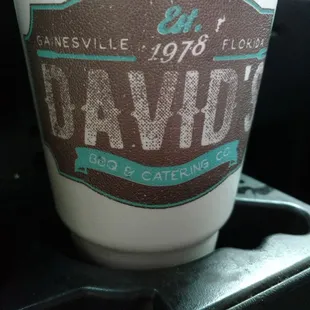 Est.
GAINESVILLE 1978 FLORIDA
DAVID'S
BBQ & CATERING CO